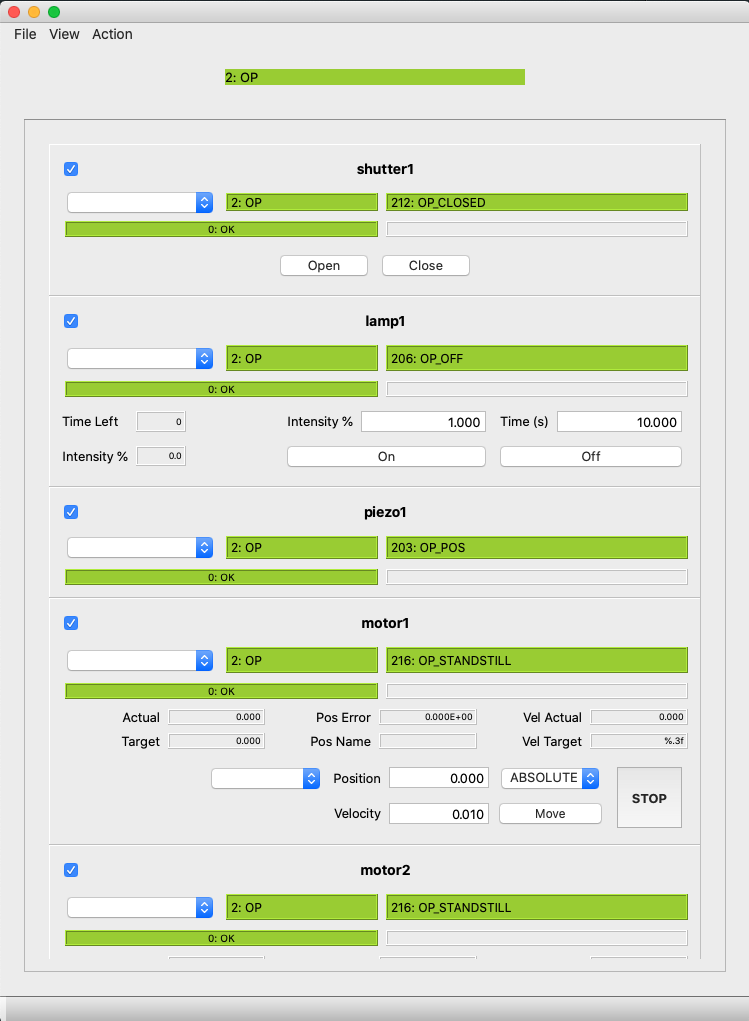 File View Action
2: OP
shutter1
2: OP 212: OP_CLOSED
0: OK
Open Close
lamp1
2: OP 206: OP_OFF
0: OK
Time Left 0 Intensity % 1.000 Time (s) 10.000
Intensity % 0.0 On Off
piezo1
2: OP 203: OP_POS
0: OK
motor1
2: OP 216: OP_STANDSTILL
0: OK
Actual 0.000 Pos Error 0.000E+00 Vel Actual 0.000
Target 0.000 Pos Name Vel Target %.3f
Position 0.000 ABSOLUTE STOP
Velocity 0.010 Move
motor2
2: OP 216: OP_STANDSTILL
0: OK